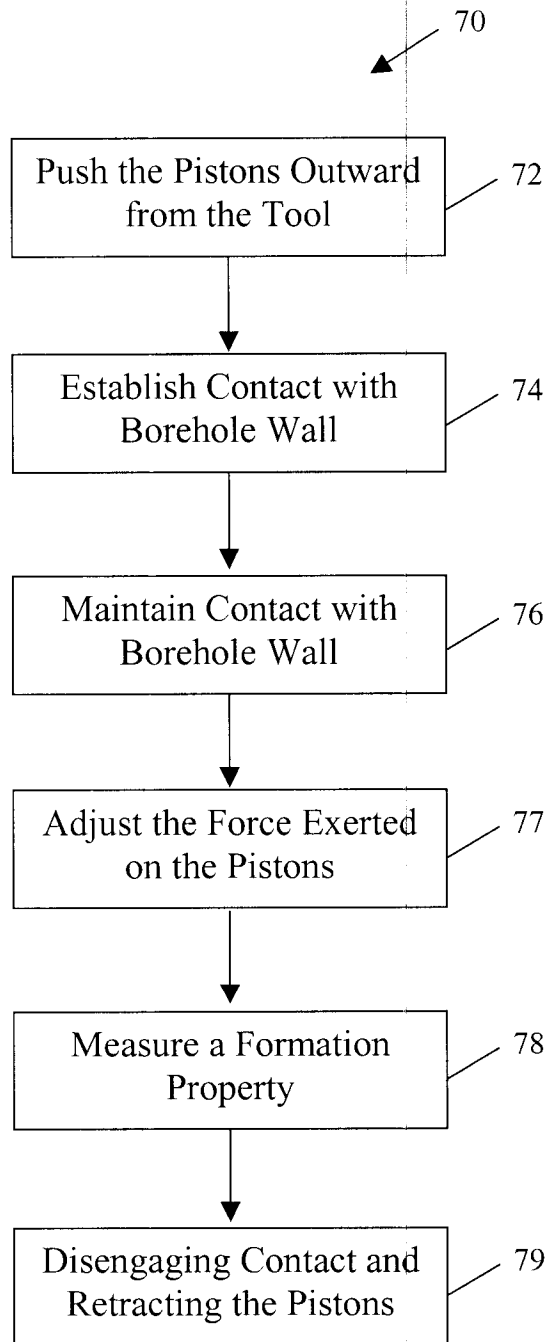 70
Push the Pistons Outward
from the Tool
72
Establish Contact with
Borehole Wall
74
Maintain Contact with
Borehole Wall
76
Adjust the Force Exerted
on the Pistons
77
Measure a Formation
Property
78
Disengaging Contact and
Retracting the Pistons
79